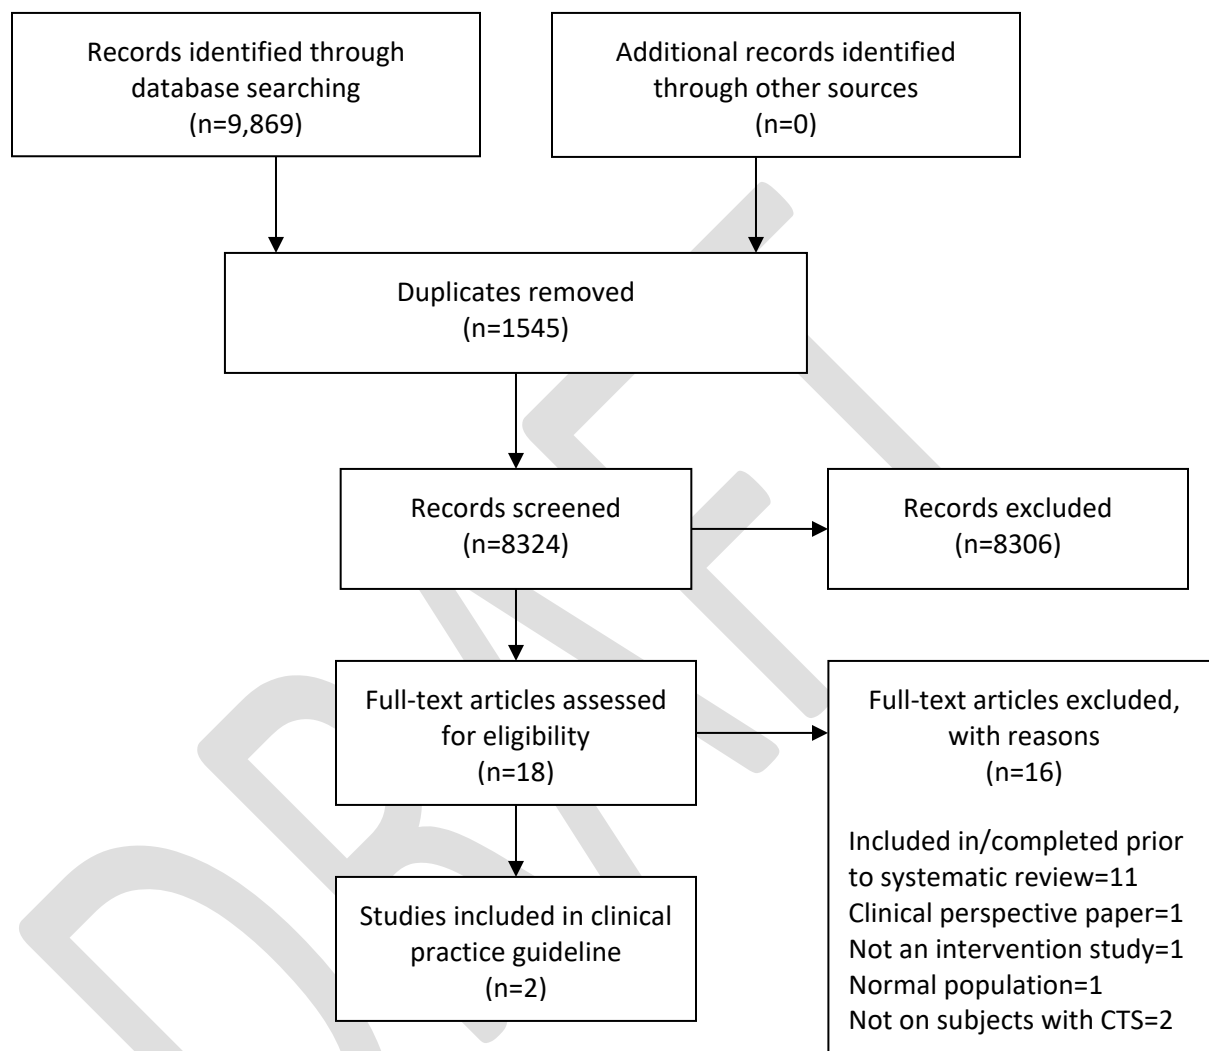 Records identified through
database searching
(n=9,869)
Additional records identified
through other sources
(n=0)
Duplicates removed
(n=1545)
Records screened
(n=8324)
Records excluded
(n=8306)
Full-text articles assessed
for eligibility
(n=18)
Full-text articles excluded,
with reasons
(n=16)
Included in/completed prior
to systematic review=11
Clinical perspective paper=1
Not an intervention study=1
Normal population=1
Not on subjects with CTS=2
Studies included in clinical
practice guideline
(n=2)
DRAFT